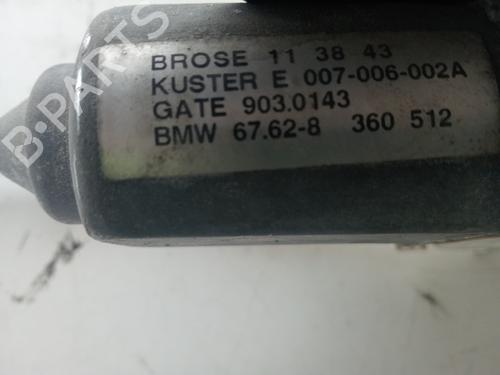 BROSE 11 38 43
KUSTER E 007-006-002A
GATE 903.0143
BMW 67.62-8 360 512
B-PARTS